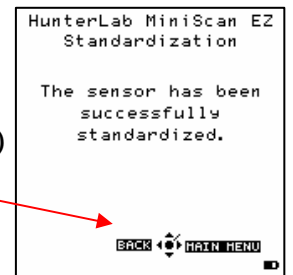 HunterLab MiniScan EZ
Standardization
The sensor has been
successfully
standardized.
)
BACK MAIN MENU